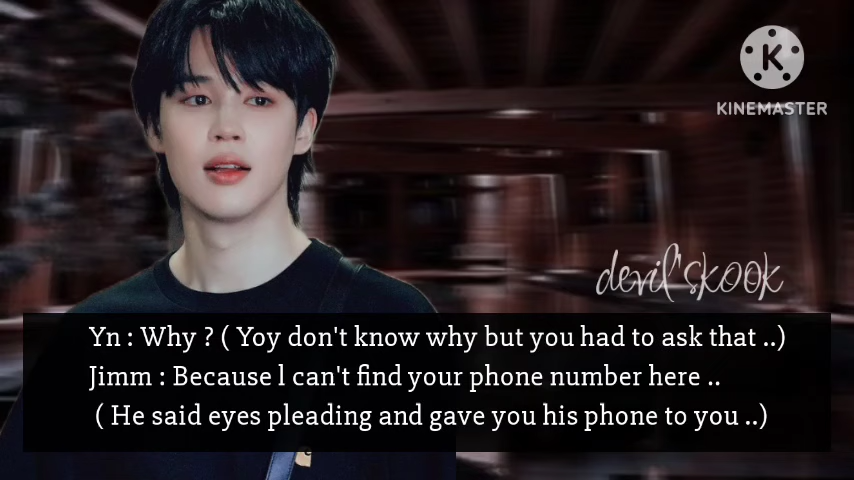 KINEMASTER
devil'skook
Yn : Why ? ( Yoy don't know why but you had to ask that ..)
Jimm : Because l can't find your phone number here ..
( He said eyes pleading and gave you his phone to you ..)